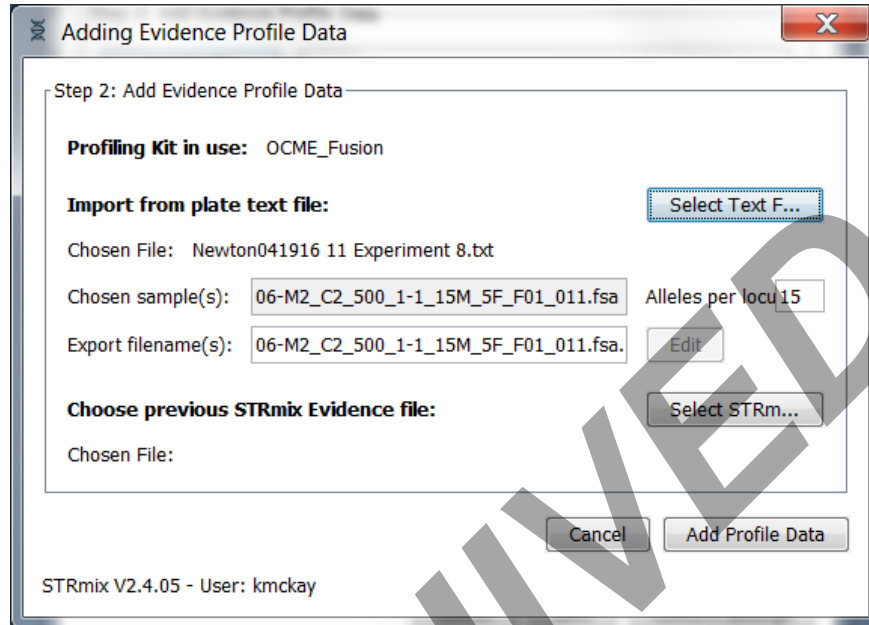 Adding Evidence Profile Data
Step 2: Add Evidence Profile Data
Profiling Kit in use: OCME_Fusion
Import from plate text file: Select Text F...
Chosen File: Newton041916 11 Experiment 8.txt
Chosen sample(s): 06-M2_C2_500_1-1_15M_5F_F01_011.fsa Alleles per locu 15
Export filename(s): 06-M2_C2_500_1-1_15M_5F_F01_011.fsa. Edit
Choose previous STRmix Evidence file: Select STRm...
Chosen File:
Cancel Add Profile Data
STRmix V2.4.05 - User: kmckay
IVED